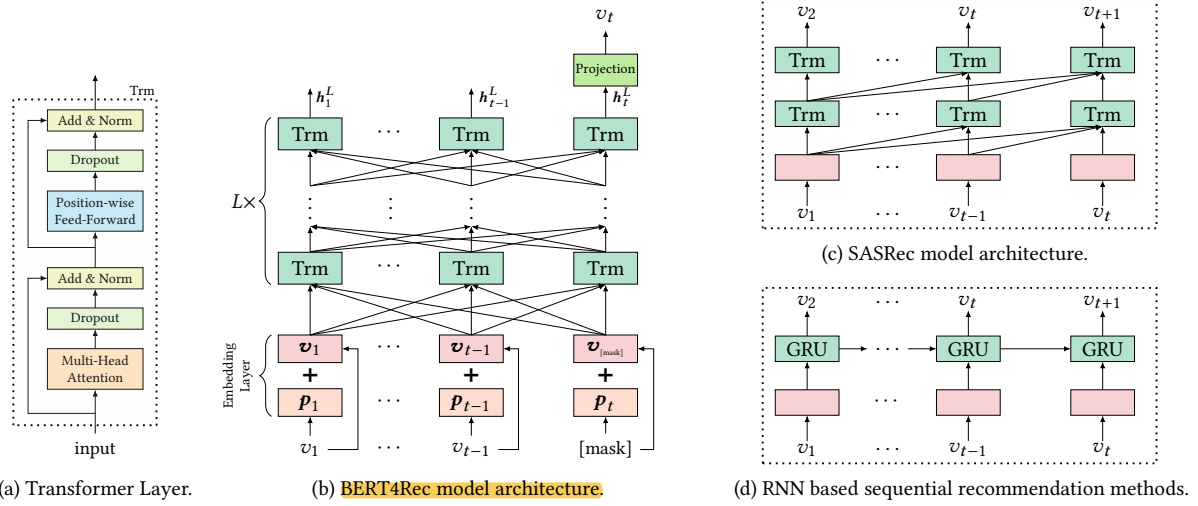 Trm
Add & Norm
Dropout
Position-wise
Feed-Forward
Add & Norm
Dropout
Multi-Head
Attention
input
(a) Transformer Layer.
v_t
Projection
h_1^L h_{t-1}^L h_t^L
Trm ... Trm Trm
L×
Trm ... Trm Trm
Embedding
Layer
v_1 v_{t-1} v_{[mask]}
+ + +
p_1 ... p_{t-1} p_t
v_1 ... v_{t-1} [mask]
(b) BERT4Rec model architecture.
v_2 v_t v_{t+1}
Trm ... Trm Trm
Trm Trm Trm
v_1 ... v_{t-1} v_t
(c) SASRec model architecture.
v_2 ... v_t v_{t+1}
GRU ... GRU GRU
v_1 ... v_{t-1} v_t
(d) RNN based sequential recommendation methods.